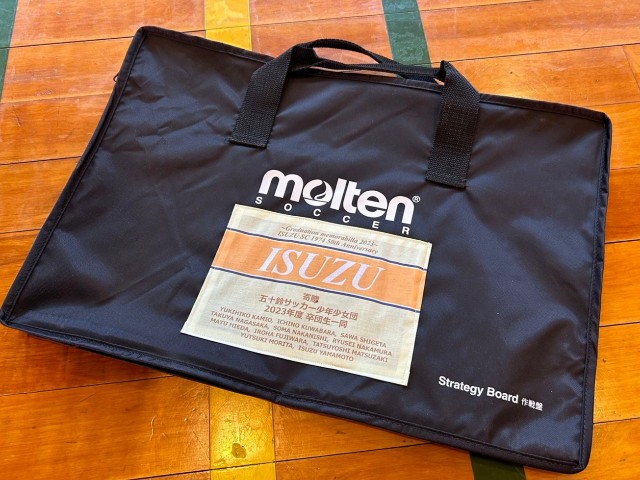 molten®
SOCCER
~Graduation memorabilia 2023~
ISUZU SC 1974 50th Anniversary
ISUZU
寄贈
五十鈴サッカー少年少女団
2023年度 卒団生一同
YUKIHIKO KAMIO, ICHINO KUWABARA, SAWA SHIGETA
TAKUYA NAGASAKA, SOMA NAKANISHI, RYUSEI NAKAMURA
MAYU HIEDA, IROHA FUJIWARA, TATSUYOSHI MATSUZAKI
YUTSUKI MORITA, ISUZU YAMAMOTO
Strategy Board 作戦盤